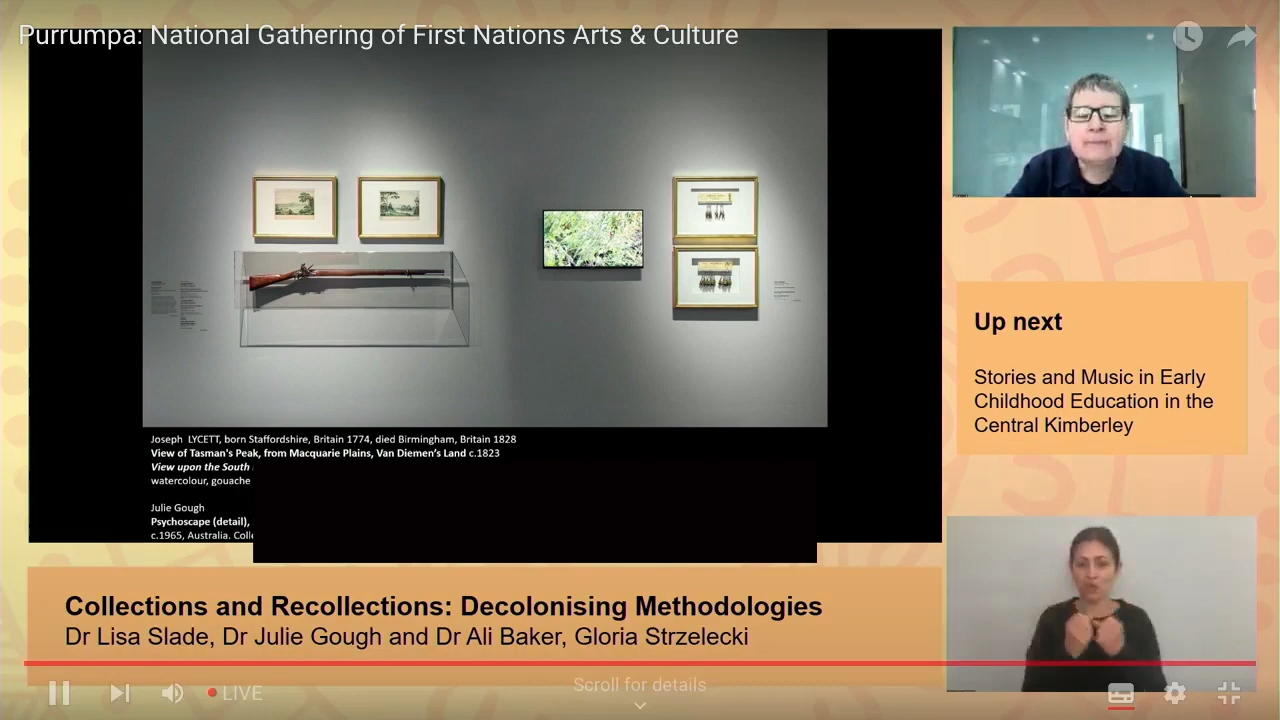 Purrumpa: National Gathering of First Nations Arts & Culture
Joseph LYCETT, born Staffordshire, Britain 1774, died Birmingham, Britain 1828
View of Tasman's Peak, from Macquarie Plains, Van Diemen's Land c.1823
View upon the South
watercolour, gouache
Julie Gough
Psychoscape (detail),
c.1965, Australia.
Up next
Stories and Music in Early
Childhood Education in the
Central Kimberley
Collections and Recollections: Decolonising Methodologies
Dr Lisa Slade, Dr Julie Gough and Dr Ali Baker, Gloria Strzelecki
LIVE
Scroll for details